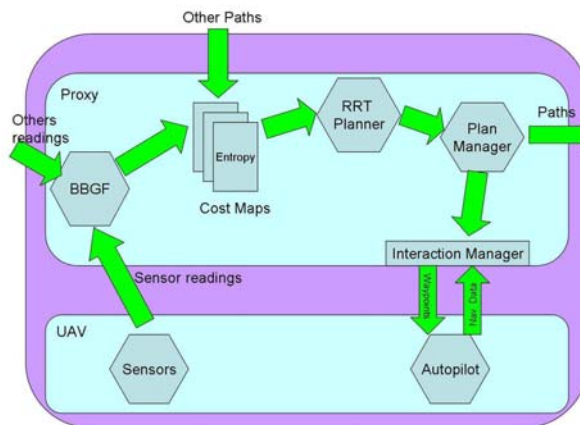 Other Paths
Proxy
Others
readings
RRT
Planner
Plan
Manager
Paths
Entropy
BBGF
Cost Maps
Interaction Manager
Sensor readings
Waypoints
Nav. Data
UAV
Sensors
Autopilot